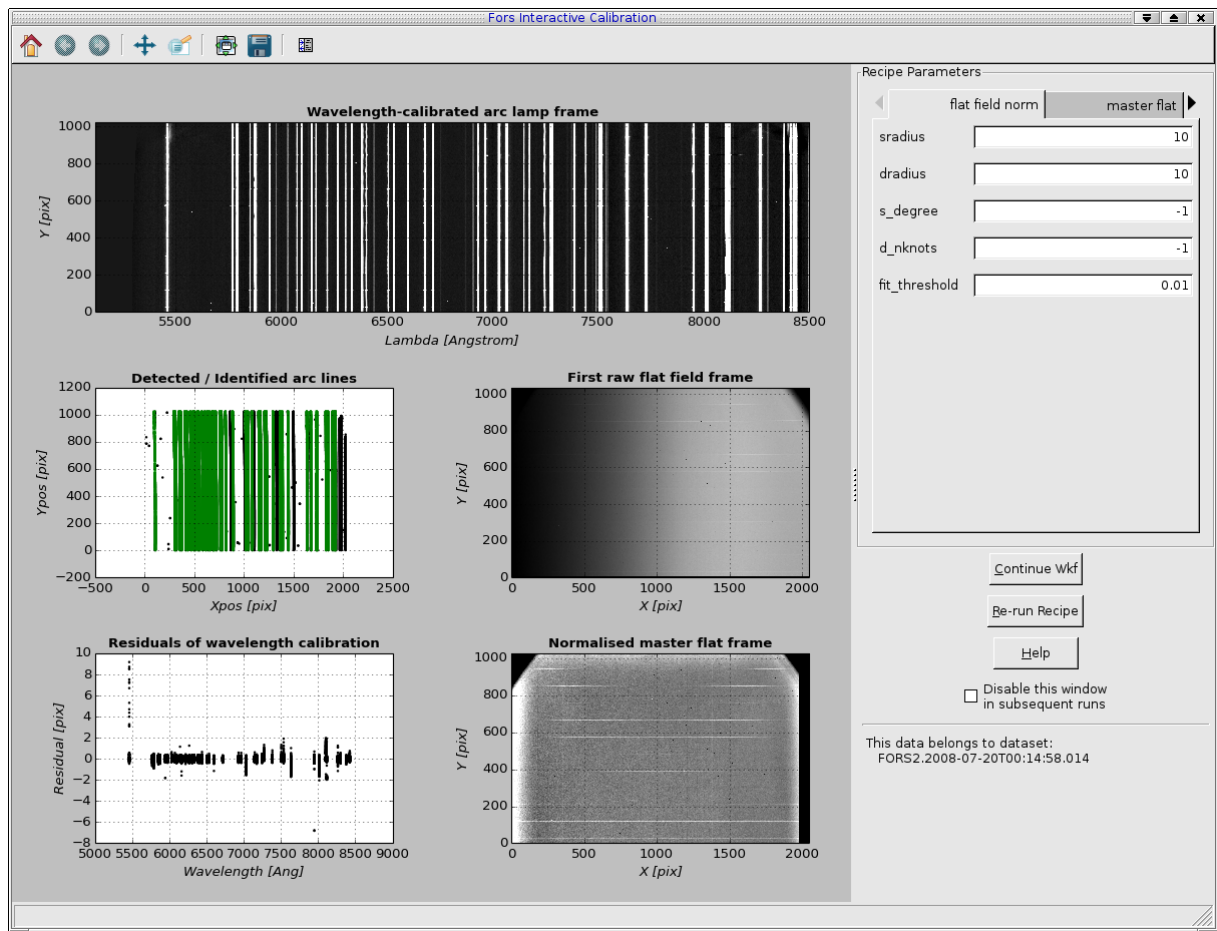 Fors Interactive Calibration
Wavelength-calibrated arc lamp frame
1000
800
600
400
200
0
Y [pix]
5500 6000 6500 7000 7500 8000 8500
Lambda [Angstrom]
Detected / Identified arc lines
1200
1000
800
600
400
200
0
−200
Ypos [pix]
−500 0 500 1000 1500 2000 2500
Xpos [pix]
First raw flat field frame
1000
800
600
400
200
0
Y [pix]
0 500 1000 1500 2000
X [pix]
Residuals of wavelength calibration
10
8
6
4
2
0
−2
−4
−6
−8
Residual [pix]
5000 5500 6000 6500 7000 7500 8000 8500 9000
Wavelength [Ang]
Normalised master flat frame
1000
800
600
400
200
0
Y [pix]
0 500 1000 1500 2000
X [pix]
Recipe Parameters
flat field norm master flat
sradius 10
dradius 10
s_degree -1
d_nknots -1
fit_threshold 0.01
Continue Wkf
Re-run Recipe
Help
Disable this window
in subsequent runs
This data belongs to dataset:
FORS2.2008-07-20T00:14:58.014